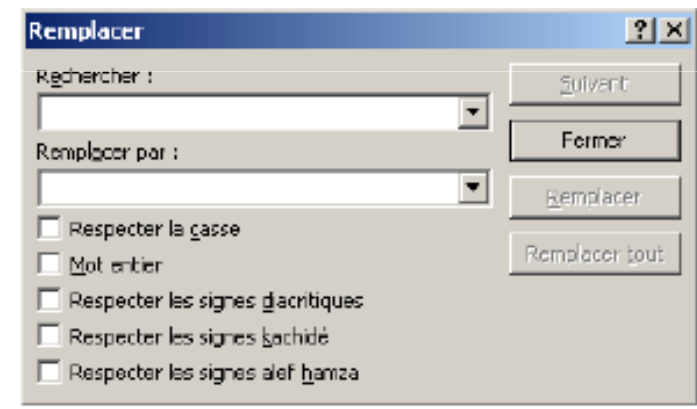 Remplacer
Rechercher :
Suivant
Fermer
Remplacer par :
Remplacer
Respecter la casse
Remplacer tout
Mot entier
Respecter les signes diacritiques
Respecter les signes kachidé
Respecter les signes alef hamza